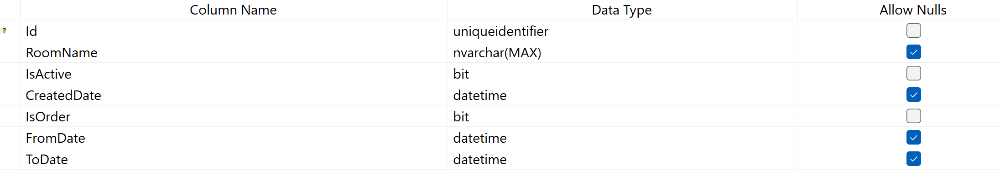 Column Name Data Type Allow Nulls
Id uniqueidentifier
RoomName nvarchar(MAX)
IsActive bit
CreatedDate datetime
IsOrder bit
FromDate datetime
ToDate datetime